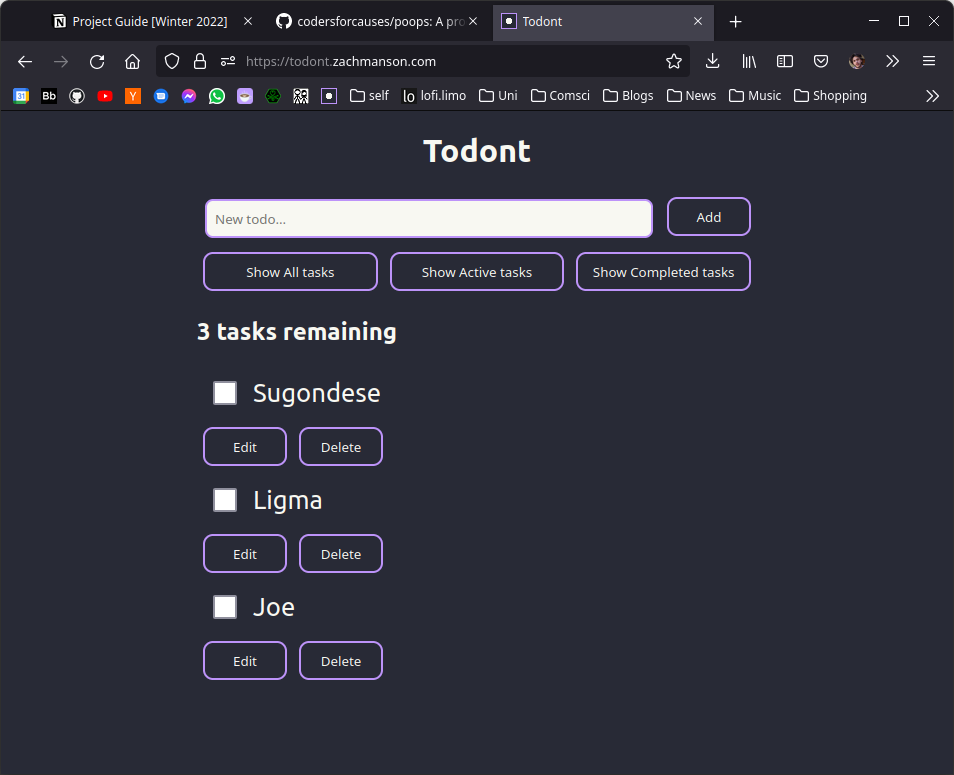 Project Guide [Winter 2022]
codersforcauses/poops: A pro
Todont
https://todont.zachmanson.com
31
Bb
Y
self
lo
lofi.limo
Uni
Comsci
Blogs
News
Music
Shopping
Todont
New todo...
Add
Show All tasks
Show Active tasks
Show Completed tasks
3 tasks remaining
Sugondese
Edit
Delete
Ligma
Edit
Delete
Joe
Edit
Delete